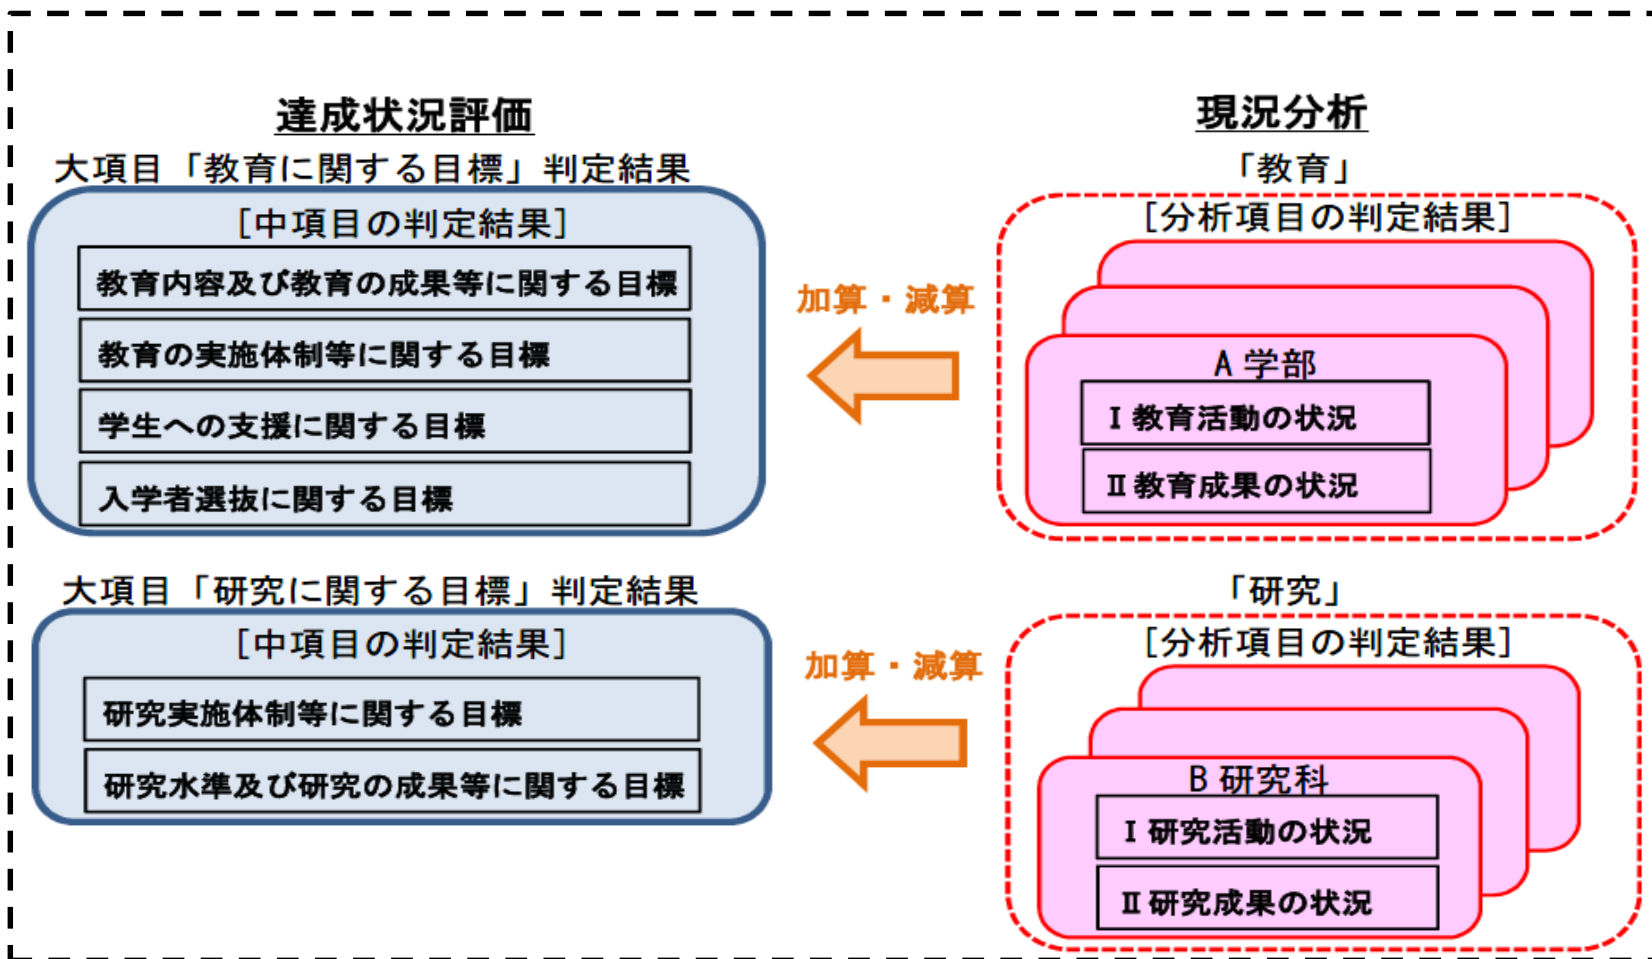 達成状況評価
大項目「教育に関する目標」判定結果
[中項目の判定結果]
教育内容及び教育の成果等に関する目標
教育の実施体制等に関する目標
学生への支援に関する目標
入学者選抜に関する目標
加算・減算
現況分析
「教育」
[分析項目の判定結果]
A 学部
Ⅰ 教育活動の状況
Ⅱ 教育成果の状況
大項目「研究に関する目標」判定結果
[中項目の判定結果]
研究実施体制等に関する目標
研究水準及び研究の成果等に関する目標
加算・減算
「研究」
[分析項目の判定結果]
B 研究科
Ⅰ 研究活動の状況
Ⅱ 研究成果の状況